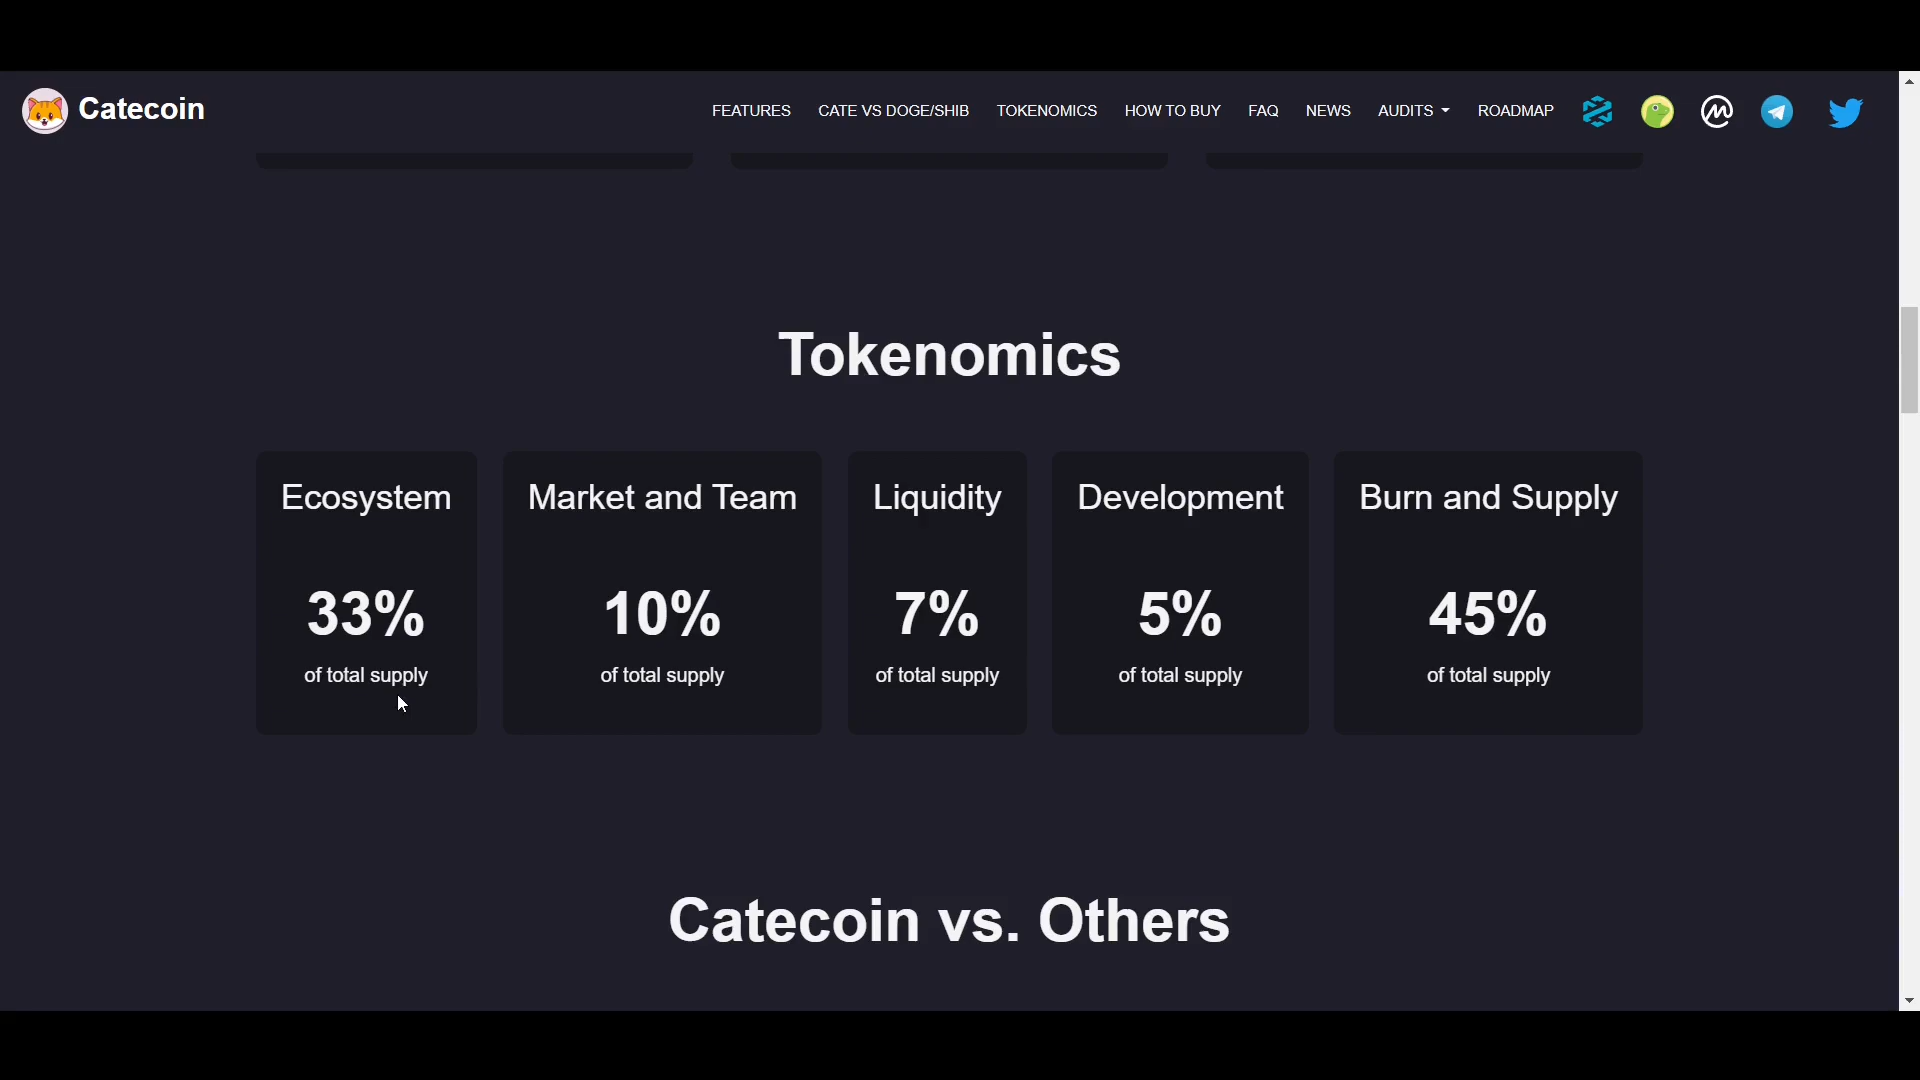 Catecoin
FEATURES CATE VS DOGE/SHIB TOKENOMICS HOW TO BUY FAQ NEWS AUDITS ROADMAP
Tokenomics
Ecosystem Market and Team Liquidity Development Burn and Supply
33% 10% 7% 5% 45%
of total supply of total supply of total supply of total supply of total supply
Catecoin vs. Others